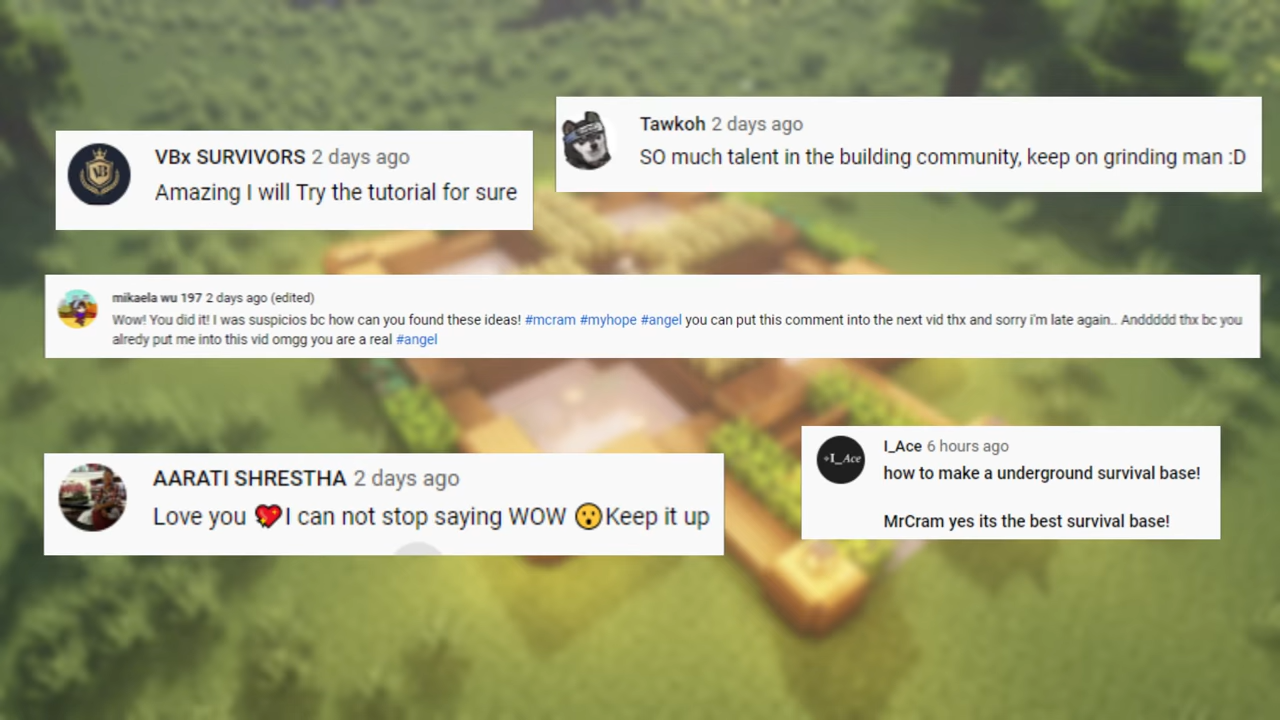 VBx SURVIVORS 2 days ago
Amazing I will Try the tutorial for sure
Tawkoh 2 days ago
SO much talent in the building community, keep on grinding man :D
mikaela wu 197 2 days ago (edited)
Wow! You did it! I was suspicios bc how can you found these ideas! #mcram #myhope #angel you can put this comment into the next vid thx and sorry i'm late again.. Anddddd thx bc you
alredy put me into this vid omgg you are a real #angel
AARATI SHRESTHA 2 days ago
Love you 💖I can not stop saying WOW 😮Keep it up
+I_Ace
I_Ace 6 hours ago
how to make a underground survival base!
MrCram yes its the best survival base!